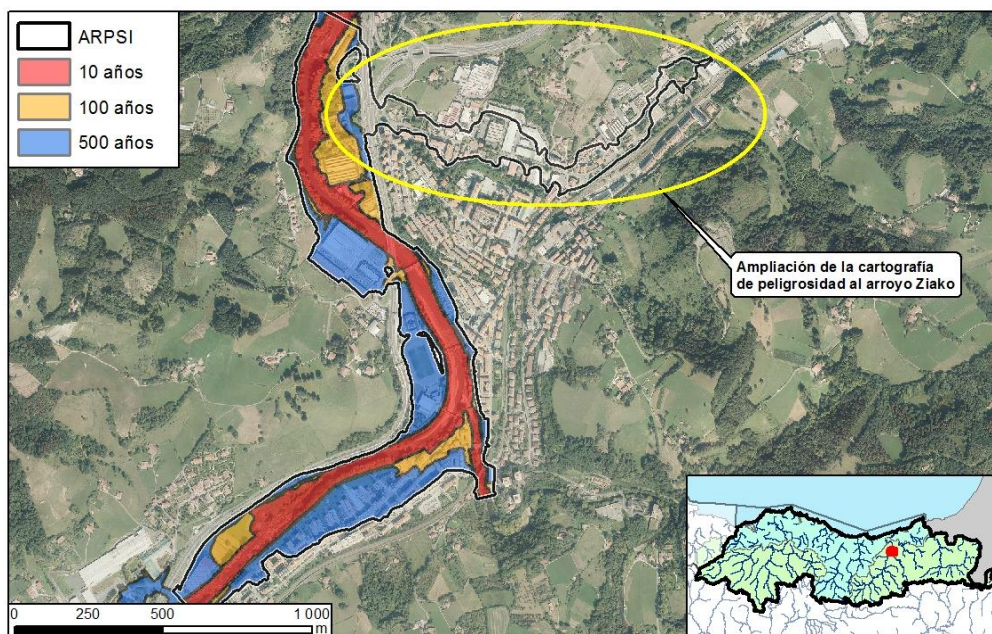 ARPSI
10 años
100 años
500 años
Ampliación de la cartografía
de peligrosidad al arroyo Ziako
0 250 500 1 000
m